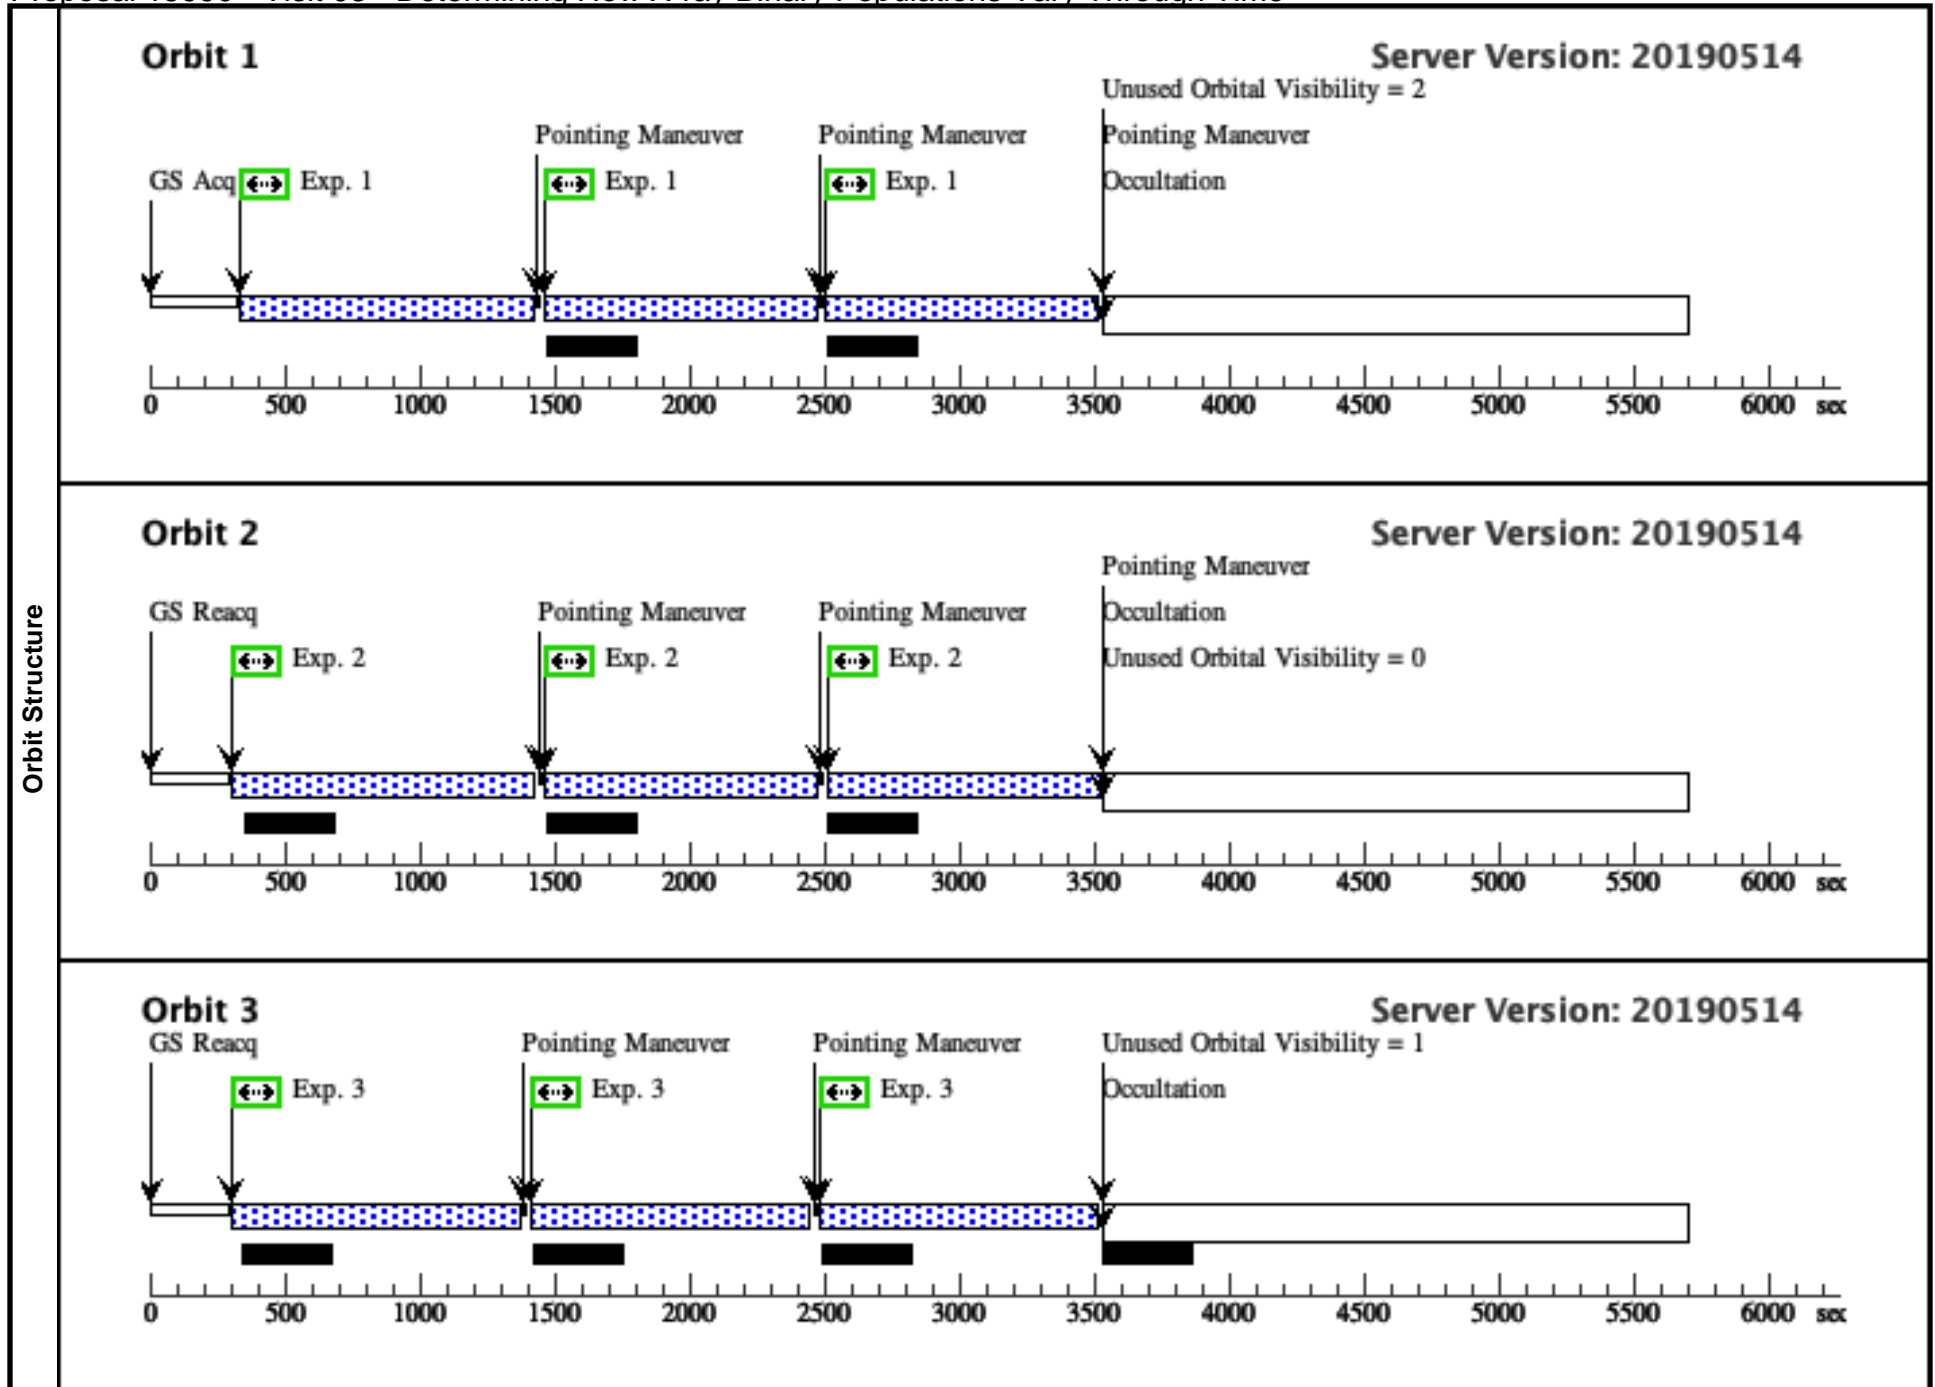 Orbit Structure
Orbit 1
Server Version: 20190514
Unused Orbital Visibility = 2
Pointing Maneuver Pointing Maneuver Pointing Maneuver
GS Acq Exp. 1 Exp. 1 Exp. 1 Occultation
0 500 1000 1500 2000 2500 3000 3500 4000 4500 5000 5500 6000 sec
Orbit 2
Server Version: 20190514
Pointing Maneuver
GS Reacq Pointing Maneuver Pointing Maneuver Occultation
Exp. 2 Exp. 2 Exp. 2 Unused Orbital Visibility = 0
0 500 1000 1500 2000 2500 3000 3500 4000 4500 5000 5500 6000 sec
Orbit 3
Server Version: 20190514
GS Reacq Pointing Maneuver Pointing Maneuver Unused Orbital Visibility = 1
Exp. 3 Exp. 3 Exp. 3 Occultation
0 500 1000 1500 2000 2500 3000 3500 4000 4500 5000 5500 6000 sec